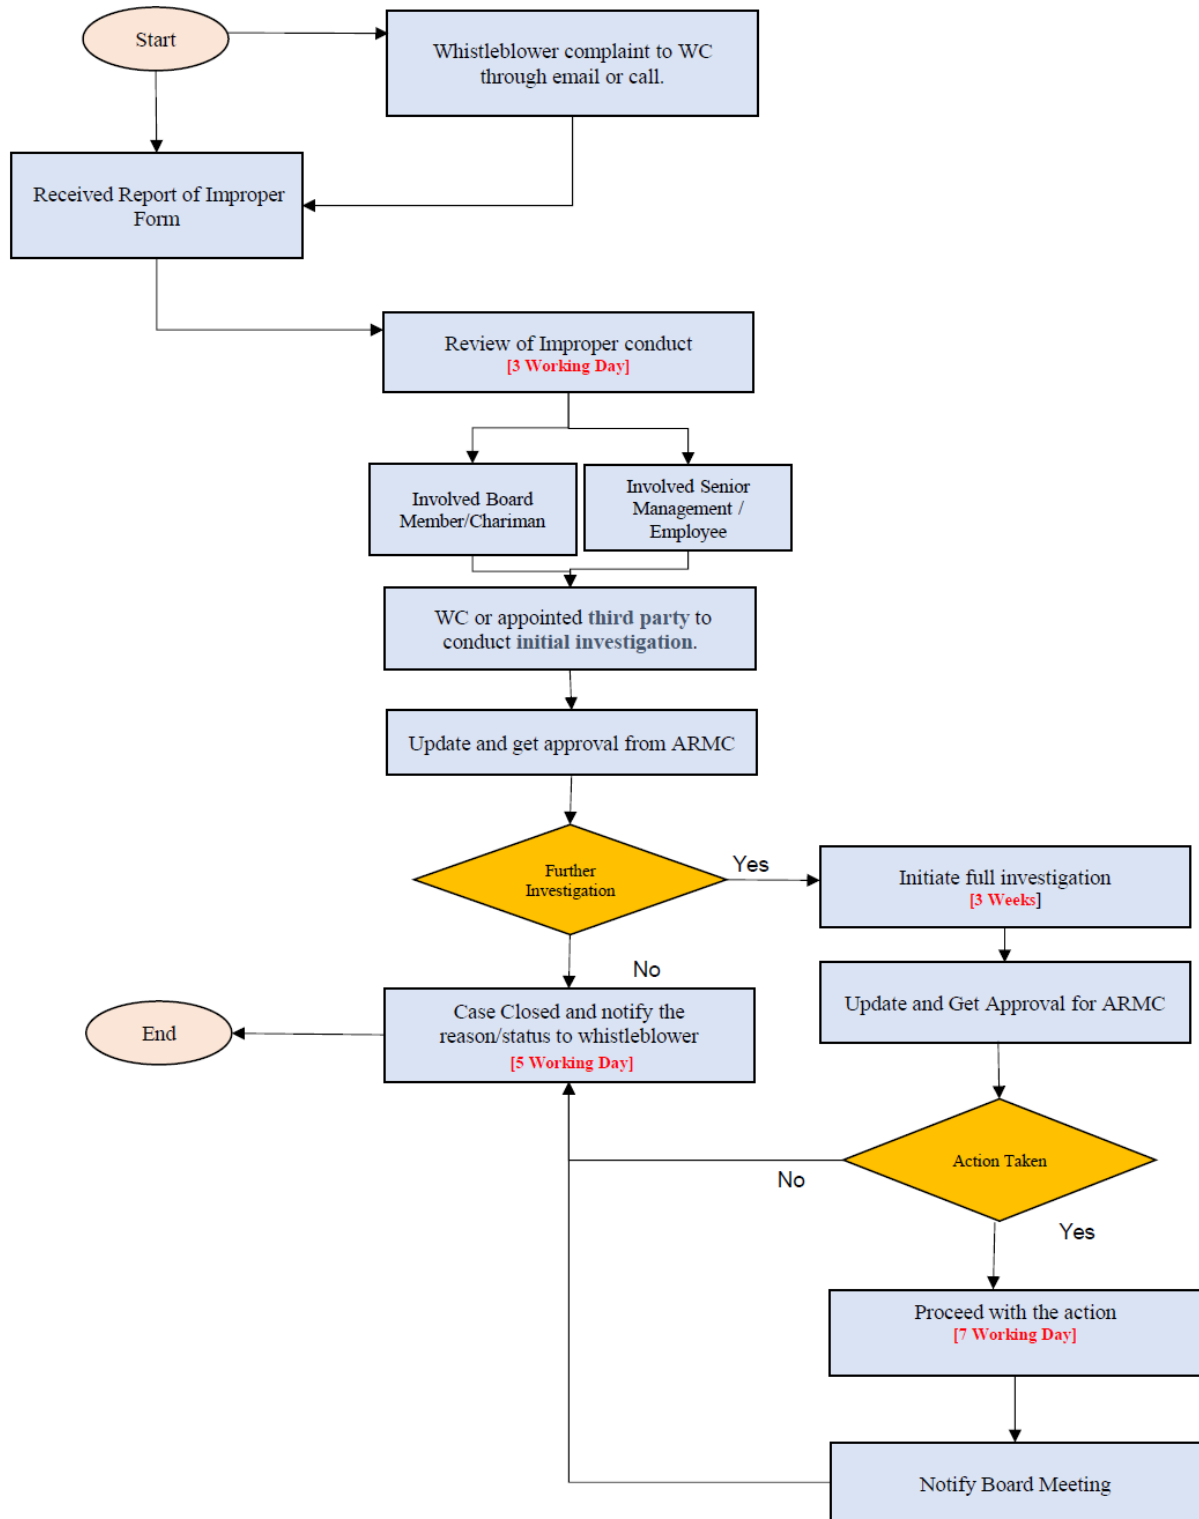 Start
Whistleblower complaint to WC
through email or call.
Received Report of Improper
Form
Review of Improper conduct
[3 Working Day]
Involved Board
Member/Chariman
Involved Senior
Management /
Employee
WC or appointed third party to
conduct initial investigation.
Update and get approval from ARMC
Further
Investigation
Yes
Initiate full investigation
[3 Weeks]
No
Update and Get Approval for ARMC
Case Closed and notify the
reason/status to whistleblower
[5 Working Day]
End
Action Taken
No
Yes
Proceed with the action
[7 Working Day]
Notify Board Meeting